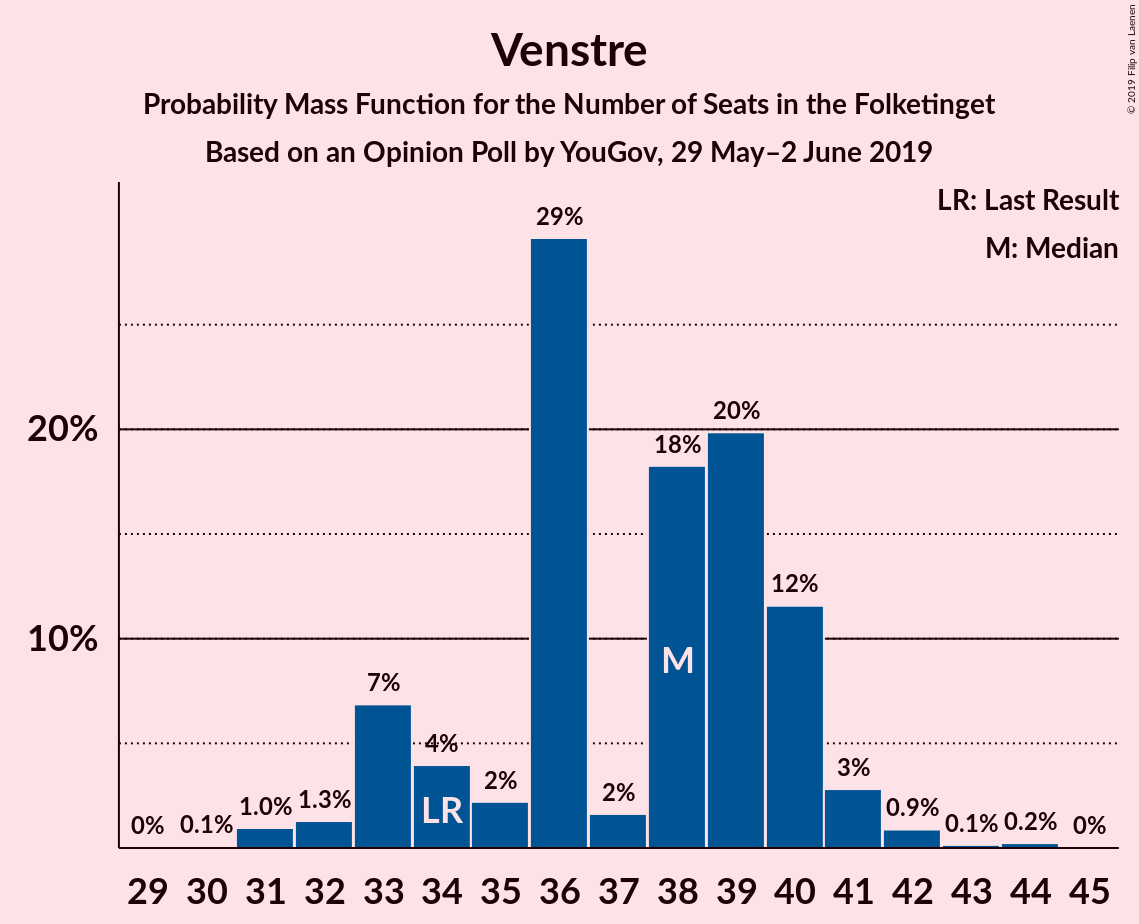 Venstre
Probability Mass Function for the Number of Seats in the Folketinget
Based on an Opinion Poll by YouGov, 29 May–2 June 2019
© 2019 Filip van Laenen
LR: Last Result
M: Median
20%
10%
0%
0.1%
1.0%
1.3%
7%
4%
2%
29%
2%
18%
20%
12%
3%
0.9%
0.1%
0.2%
0%
LR
M
29 30 31 32 33 34 35 36 37 38 39 40 41 42 43 44 45